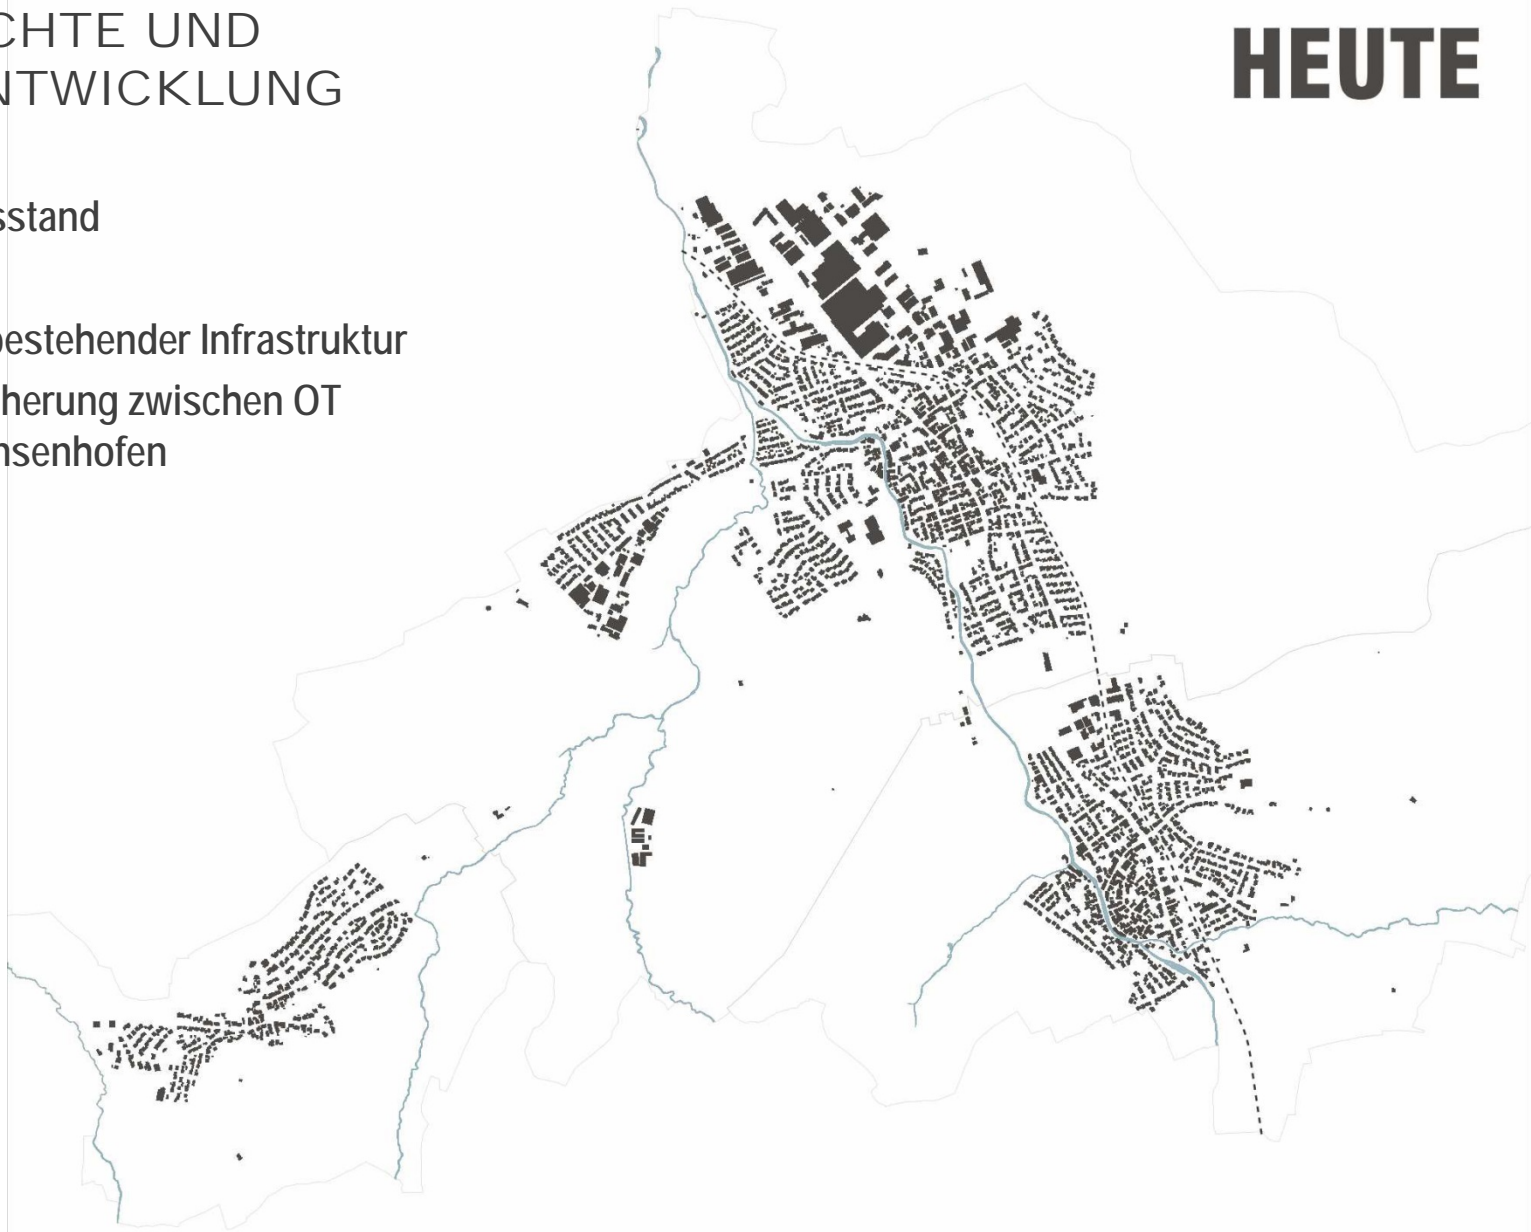 CHTE UND
NTWICKLUNG
HEUTE
sstand
bestehender Infrastruktur
herung zwischen OT
nsenhofen